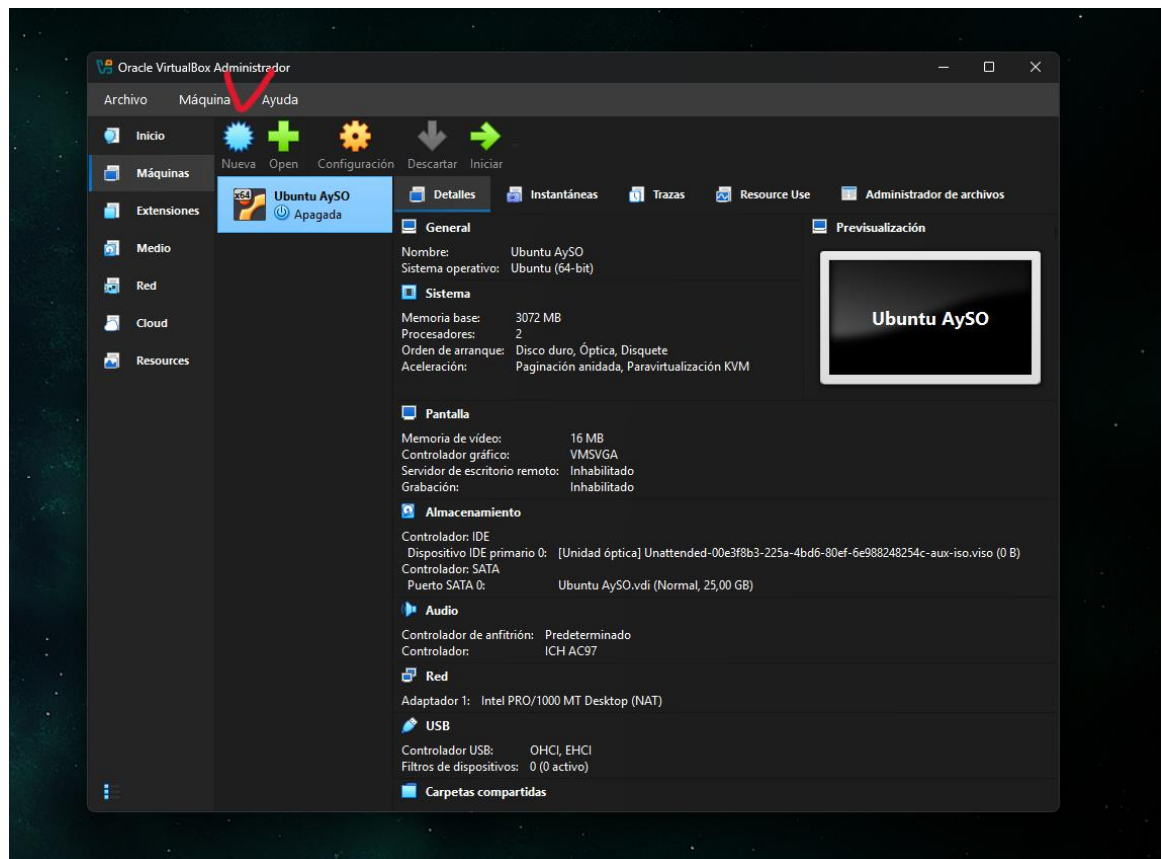 Oracle VirtualBox Administrador
Archivo Máquina Ayuda
Inicio
Máquinas
Extensiones
Medio
Red
Cloud
Resources
Nueva Open Configuración Descartar Iniciar
x64
Ubuntu AySO
Apagada
Detalles Instantáneas Trazas Resource Use Administrador de archivos
General
Nombre: Ubuntu AySO
Sistema operativo: Ubuntu (64-bit)
Sistema
Memoria base: 3072 MB
Procesadores: 2
Orden de arranque: Disco duro, Óptica, Disquete
Aceleración: Paginación anidada, Paravirtualización KVM
Previsualización
Ubuntu AySO
Pantalla
Memoria de vídeo: 16 MB
Controlador gráfico: VMSVGA
Servidor de escritorio remoto: Inhabilitado
Grabación: Inhabilitado
Almacenamiento
Controlador: IDE
Dispositivo IDE primario 0: [Unidad óptica] Unattended-00e3f8b3-225a-4bd6-80ef-6e988248254c-aux-iso.viso (0 B)
Controlador: SATA
Puerto SATA 0: Ubuntu AySO.vdi (Normal, 25,00 GB)
Audio
Controlador de anfitrión: Predeterminado
Controlador: ICH AC97
Red
Adaptador 1: Intel PRO/1000 MT Desktop (NAT)
USB
Controlador USB: OHCI, EHCI
Filtros de dispositivos: 0 (0 activo)
Carpetas compartidas